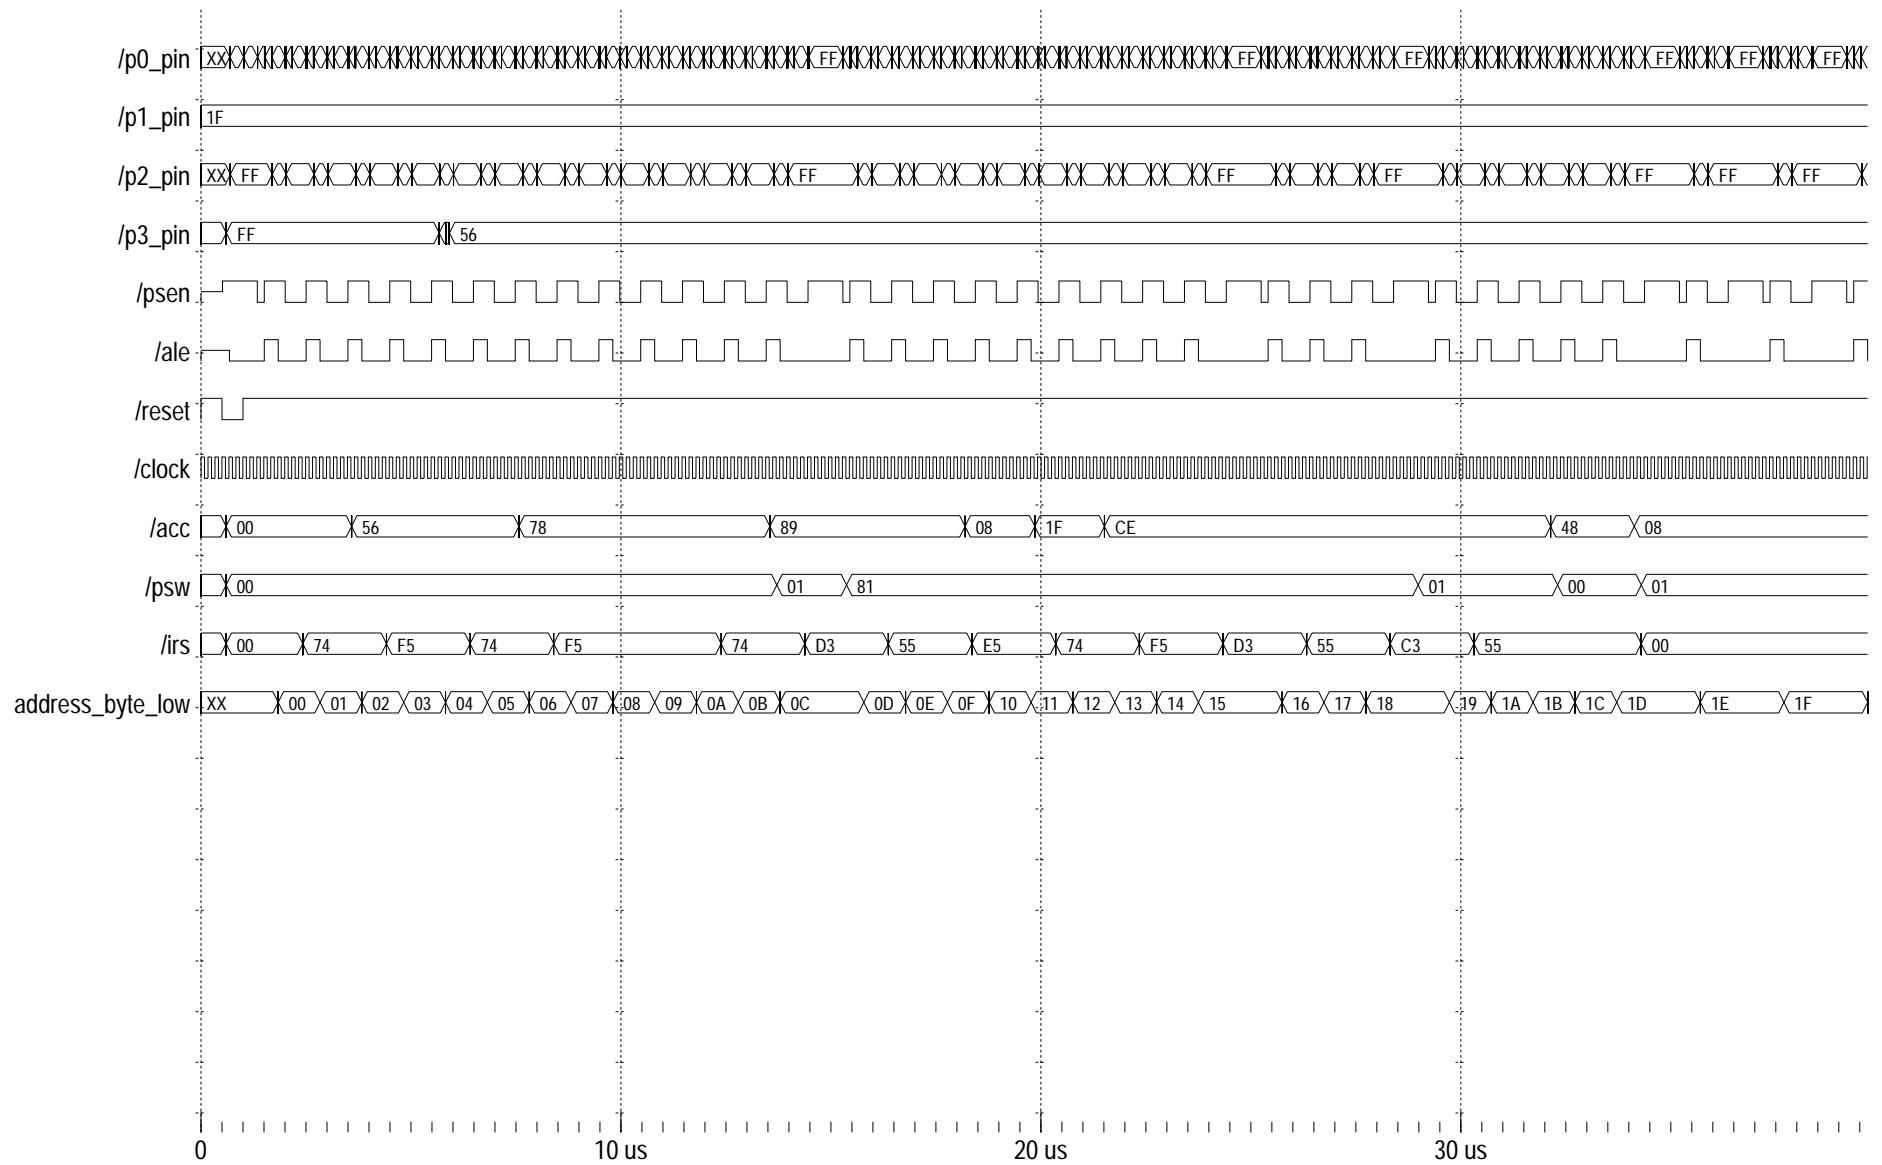 /p0_pin XX FF FF FF FF FF FF
/p1_pin 1F
/p2_pin XX FF FF FF FF FF FF FF
/p3_pin FF 56
/psen
/ale
/reset
/clock
/acc 00 56 78 89 08 1F CE 48 08
/psw 00 01 81 01 00 01
/irs 00 74 F5 74 F5 74 D3 55 E5 74 F5 D3 55 C3 55 00
address_byte_low XX 00 01 02 03 04 05 06 07 08 09 0A 0B 0C 0D 0E 0F 10 11 12 13 14 15 16 17 18 19 1A 1B 1C 1D 1E 1F
0 10 us 20 us 30 us